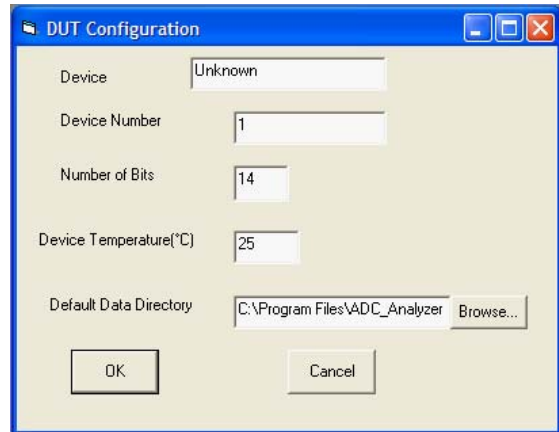 DUT Configuration
Device Unknown
Device Number 1
Number of Bits 14
Device Temperature(°C) 25
Default Data Directory C:\Program Files\ADC_Analyzer Browse...
OK Cancel